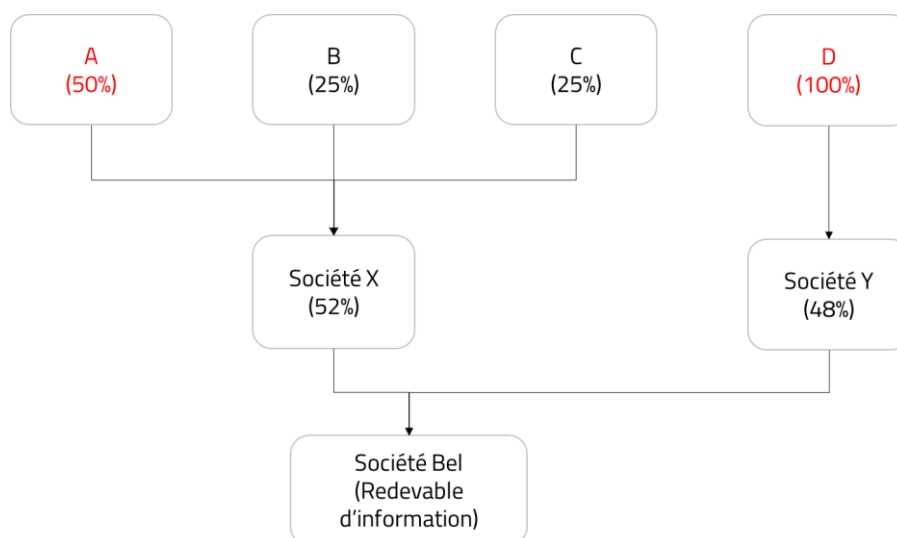 A
(50%)
B
(25%)
C
(25%)
D
(100%)
Société X
(52%)
Société Y
(48%)
Société Bel
(Redevable
d'information)